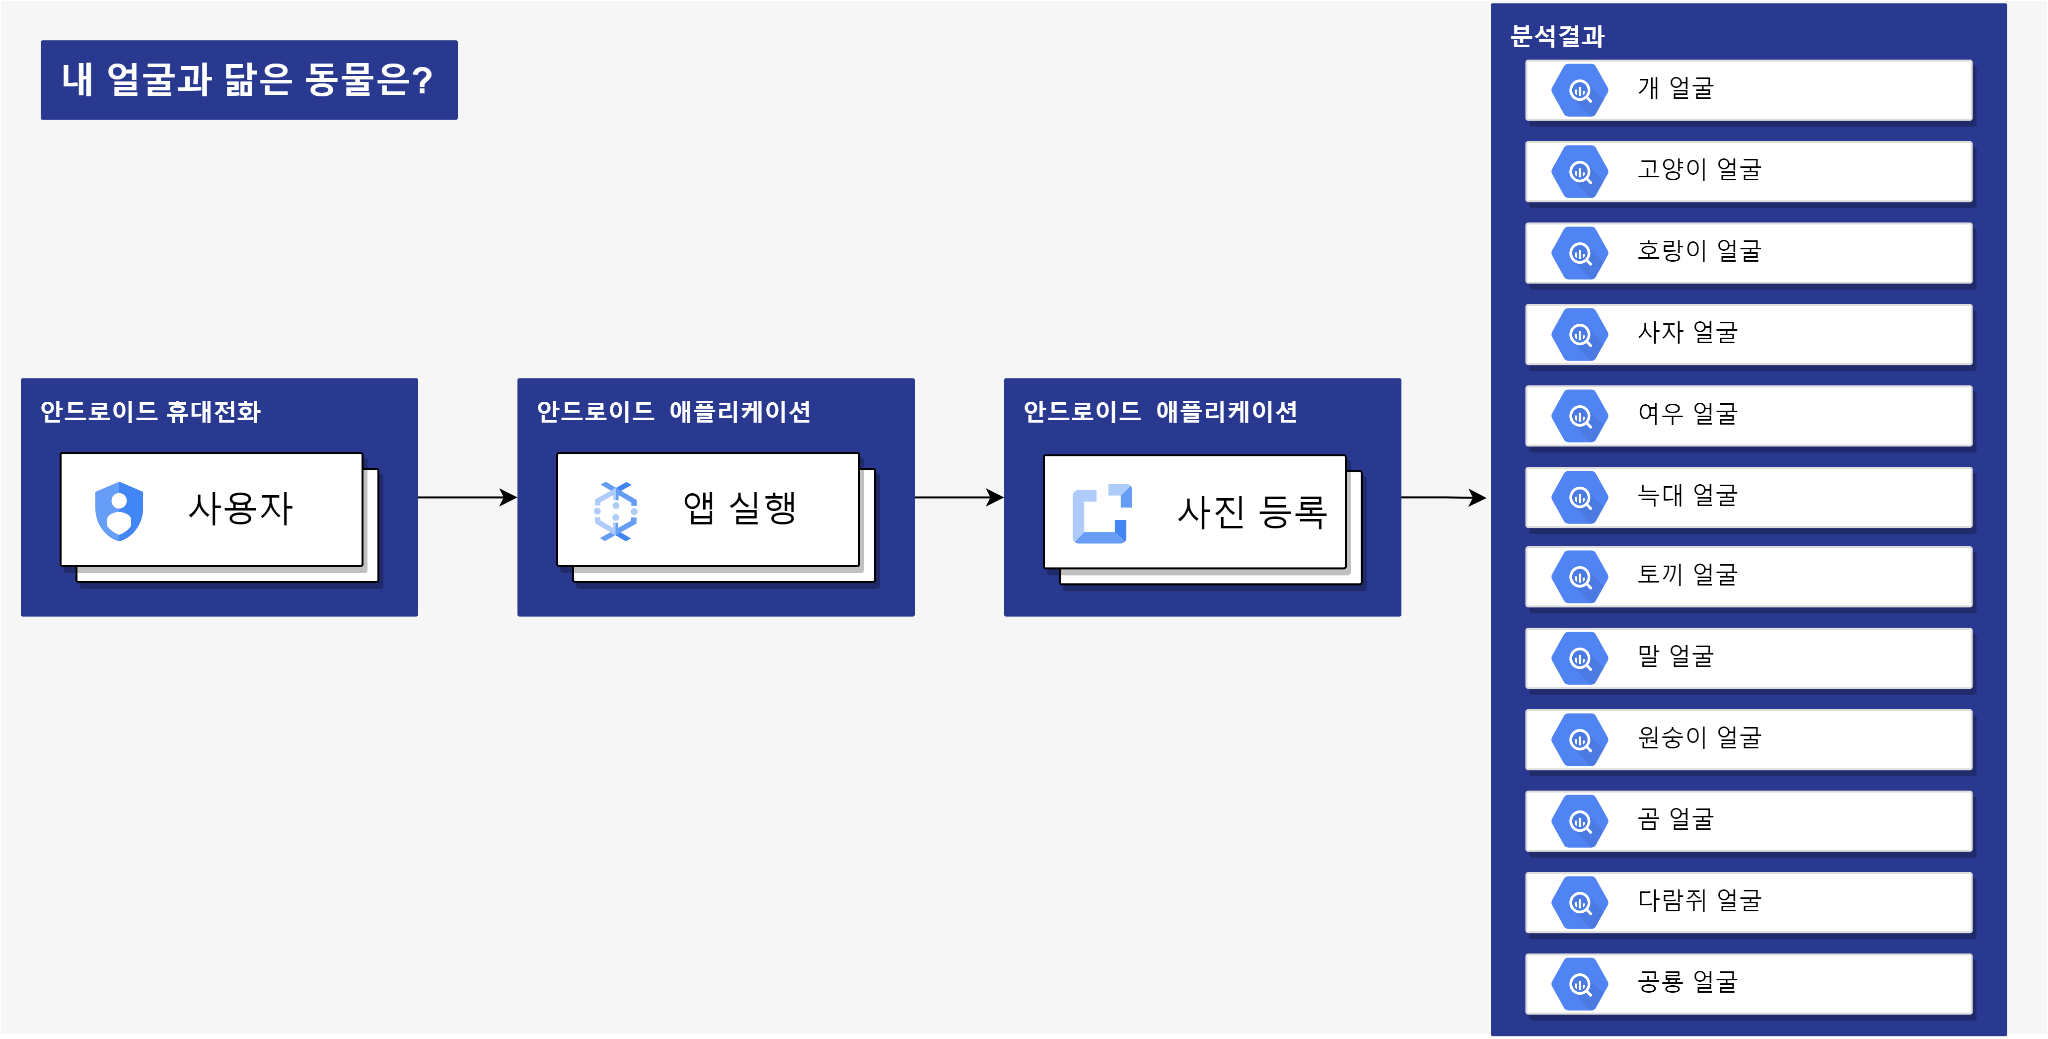 내 얼굴과 닮은 동물은?
안드로이드 휴대전화
사용자
안드로이드 애플리케이션
앱 실행
안드로이드 애플리케이션
사진 등록
분석결과
개 얼굴
고양이 얼굴
호랑이 얼굴
사자 얼굴
여우 얼굴
늑대 얼굴
토끼 얼굴
말 얼굴
원숭이 얼굴
곰 얼굴
다람쥐 얼굴
공룡 얼굴